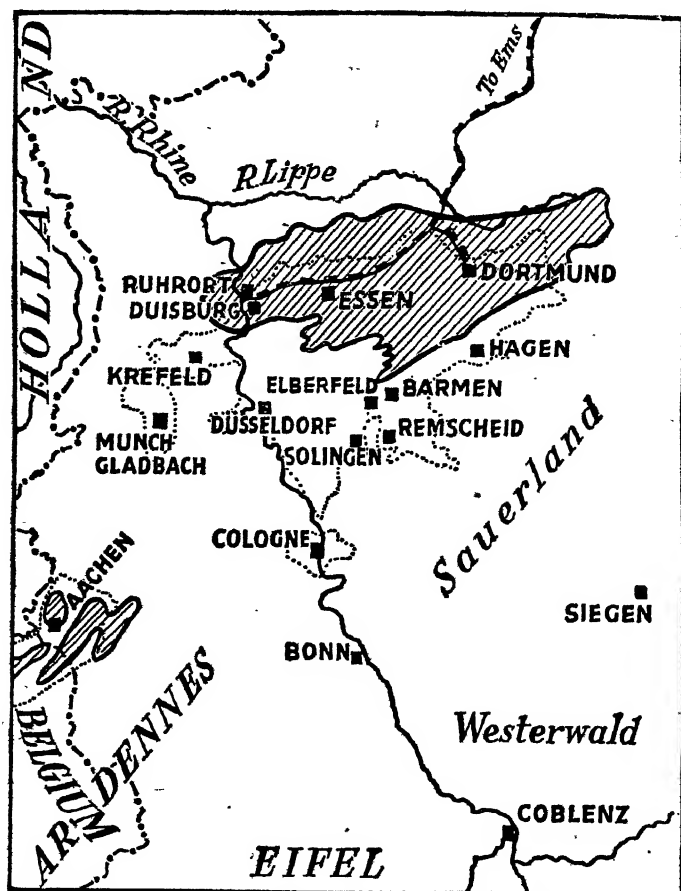 HOLLAND
R. Rhine
To Ems
R. Lippe
RUHRORT
DUISBURG
ESSEN
DORTMUND
KREFELD
HAGEN
ELBERFELD
BARMEN
MUNCH
GLADBACH
DUSSELDORF
REMSCHEID
SOLINGEN
Sauerland
COLOGNE
AACHEN
SIEGEN
BONN
BELGIUM
ARDENNES
Westerwald
COBLENZ
EIFEL